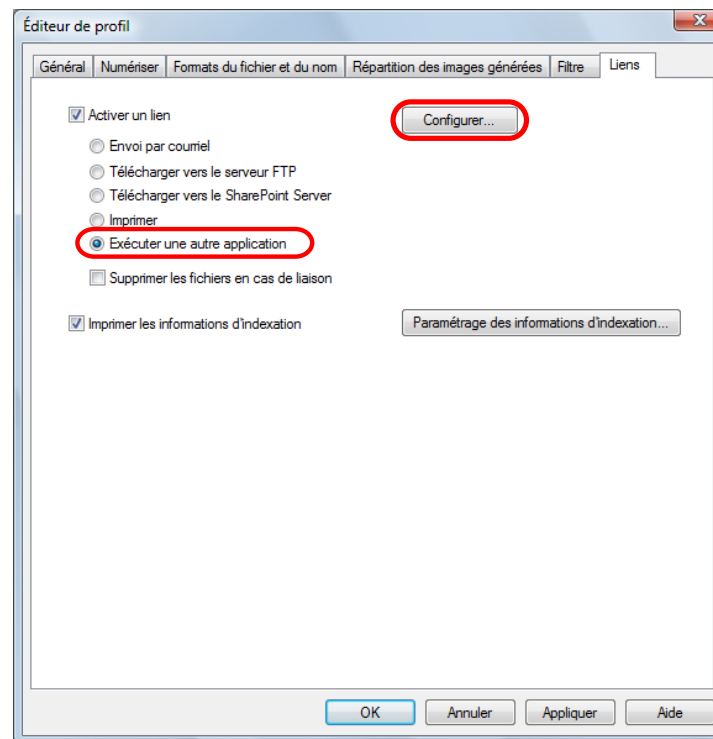 Éditeur de profil
Général Numériser Formats du fichier et du nom Répartition des images générées Filtre Liens
Activer un lien Configurer...
Envoi par courriel
Télécharger vers le serveur FTP
Télécharger vers le SharePoint Server
Imprimer
Exécuter une autre application
Supprimer les fichiers en cas de liaison
Imprimer les informations d'indexation Paramétrage des informations d'indexation...
OK Annuler Appliquer Aide